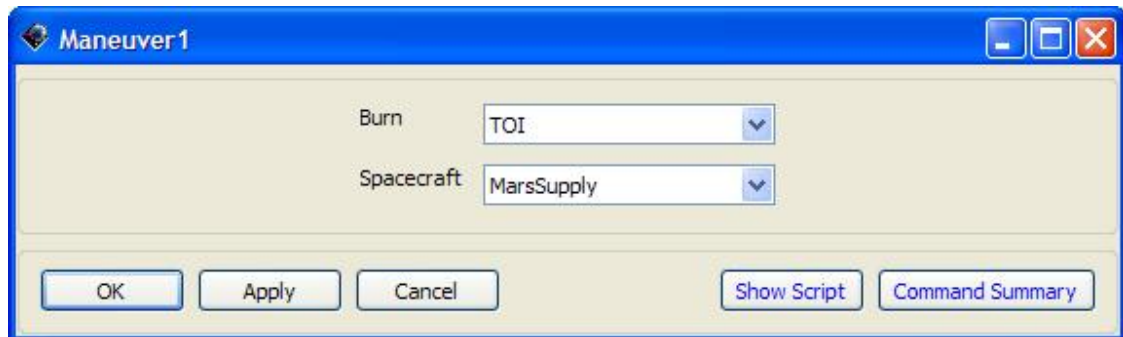 Maneuver1
Burn TOI
Spacecraft MarsSupply
OK Apply Cancel Show Script Command Summary